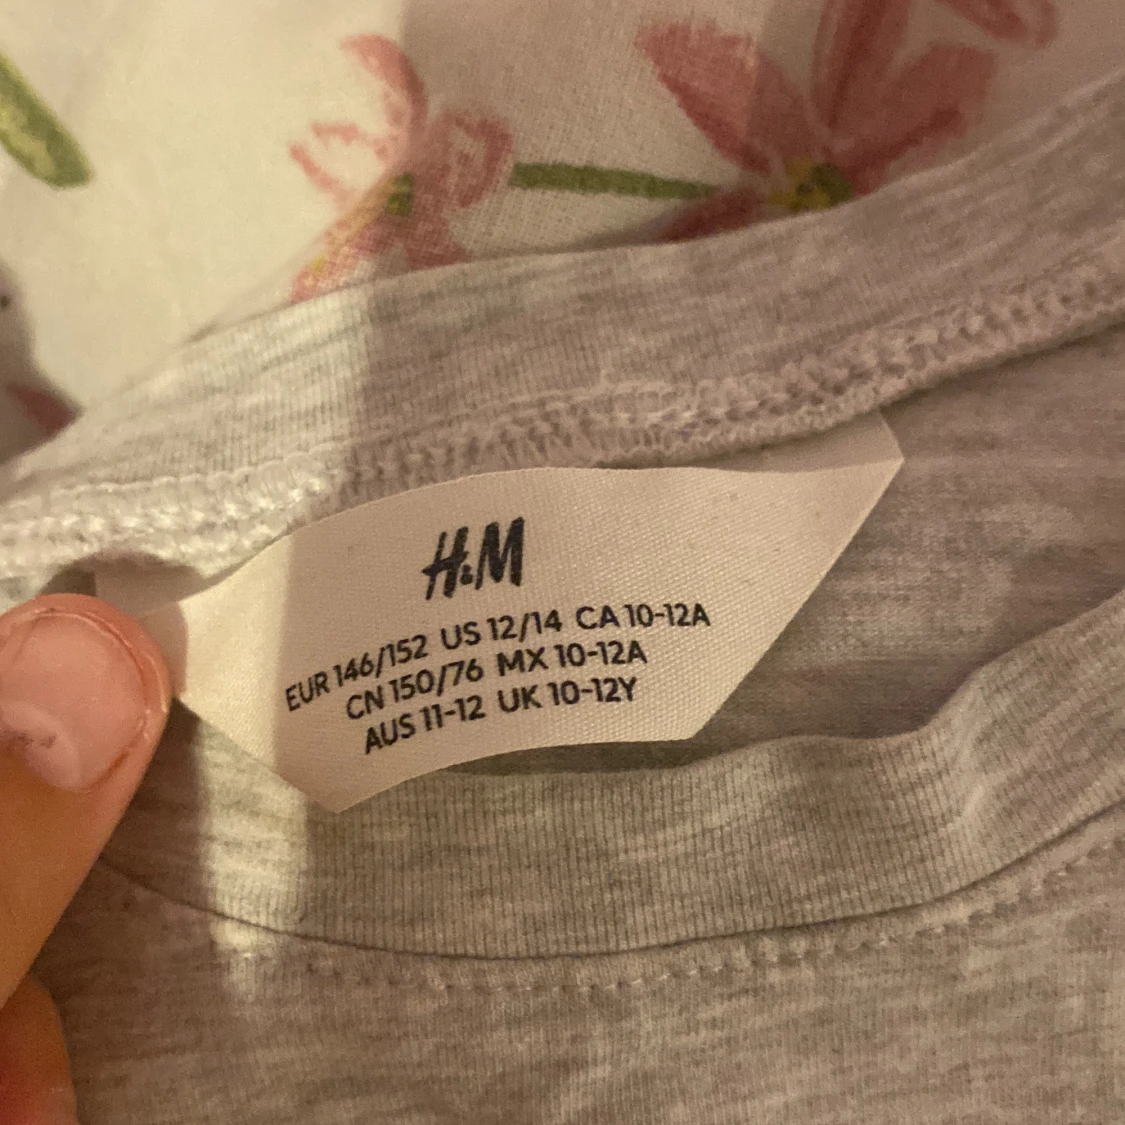 H&M
EUR 146/152 US 12/14 CA 10-12A
CN 150/76 MX 10-12A
AUS 11-12 UK 10-12Y